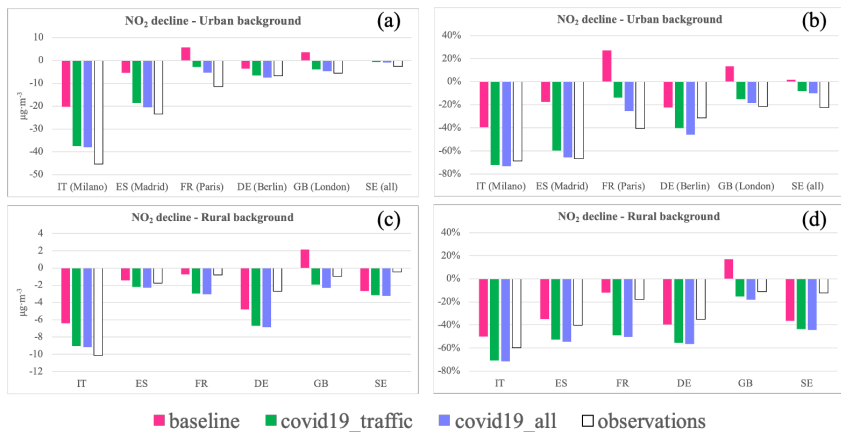 NO₂ decline - Urban background
(a)
µg·m⁻³
10
0
-10
-20
-30
-40
-50
IT (Milano) ES (Madrid) FR (Paris) DE (Berlin) GB (London) SE (all)
NO₂ decline - Urban background
(b)
40%
20%
0%
-20%
-40%
-60%
-80%
IT (Milano) ES (Madrid) FR (Paris) DE (Berlin) GB (London) SE (all)
NO₂ decline - Rural background
(c)
µg·m⁻³
4
2
0
-2
-4
-6
-8
-10
-12
IT ES FR DE GB SE
NO₂ decline - Rural background
(d)
40%
20%
0%
-20%
-40%
-60%
-80%
IT ES FR DE GB SE
baseline covid19_traffic covid19_all observations